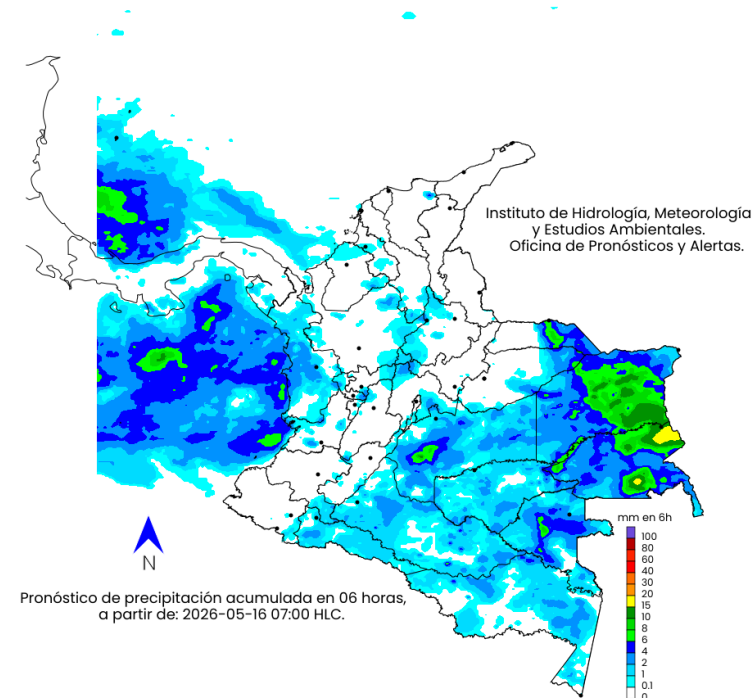 Instituto de Hidrología, Meteorología
y Estudios Ambientales.
Oficina de Pronósticos y Alertas.
N
Pronóstico de precipitación acumulada en 06 horas,
a partir de: 2026-05-16 07:00 HLC.
mm en 6h
100
80
60
40
30
20
15
10
8
6
4
2
1
0.1
0